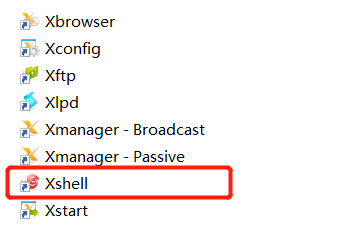 Xbrowser
Xconfig
Xftp
Xlpd
Xmanager - Broadcast
Xmanager - Passive
Xshell
Xstart